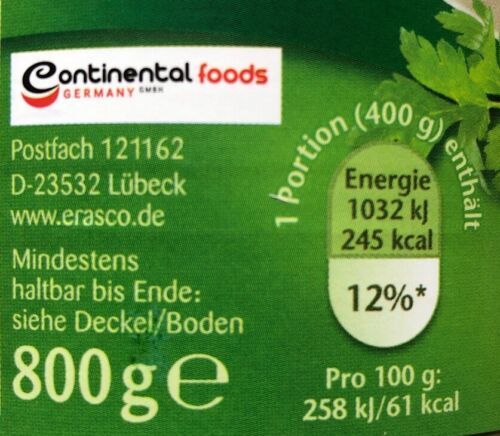 Continental foods
GERMANY GMBH
Postfach 121162
D-23532 Lübeck
www.erasco.de
Mindestens
haltbar bis Ende:
siehe Deckel/Boden
800g e
1 Portion (400 g) enthält
Energie
1032 kJ
245 kcal
12%*
Pro 100 g:
258 kJ/61 kcal